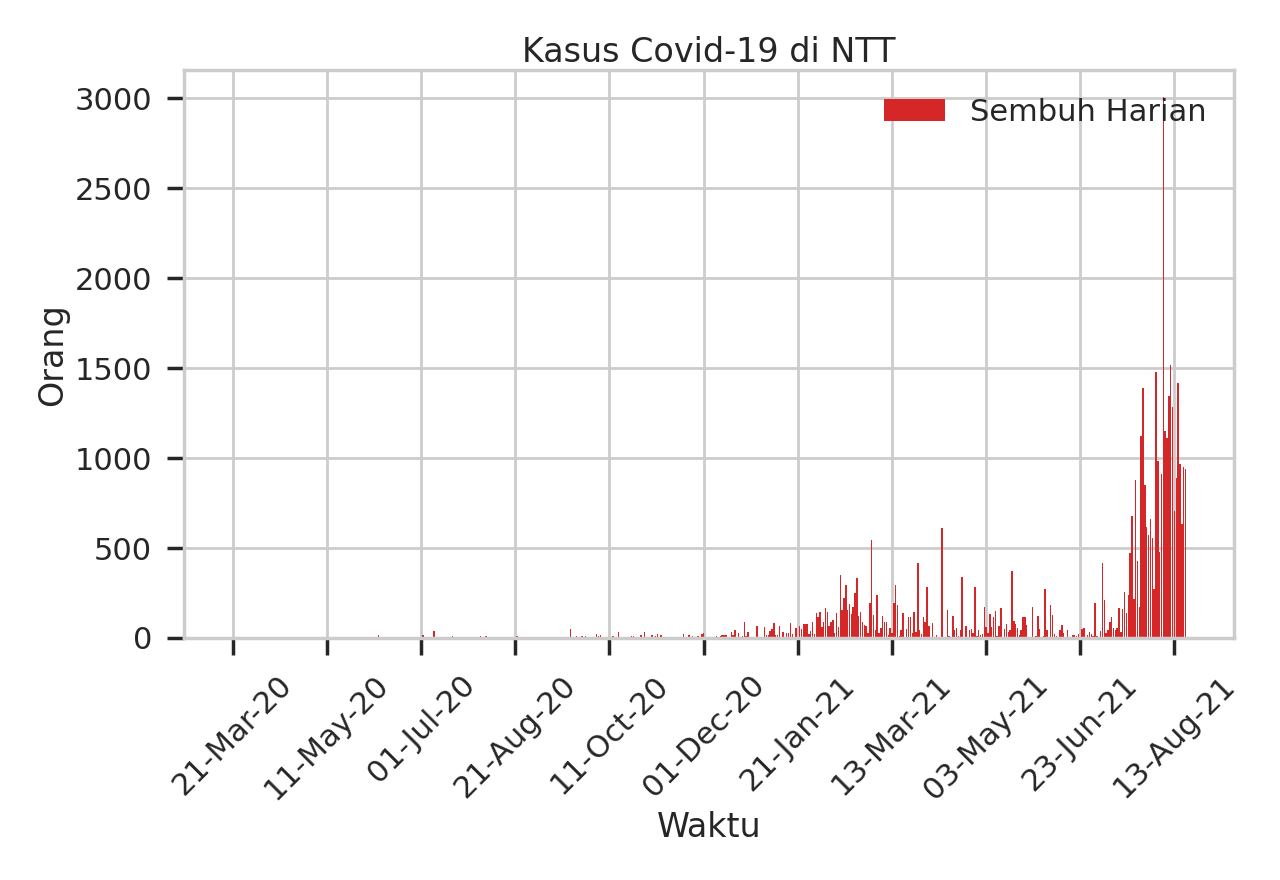 Kasus Covid-19 di NTT
Sembuh Harian
Orang
3000
2500
2000
1500
1000
500
0
21-Mar-20
11-May-20
01-Jul-20
21-Aug-20
11-Oct-20
01-Dec-20
21-Jan-21
13-Mar-21
03-May-21
23-Jun-21
13-Aug-21
Waktu